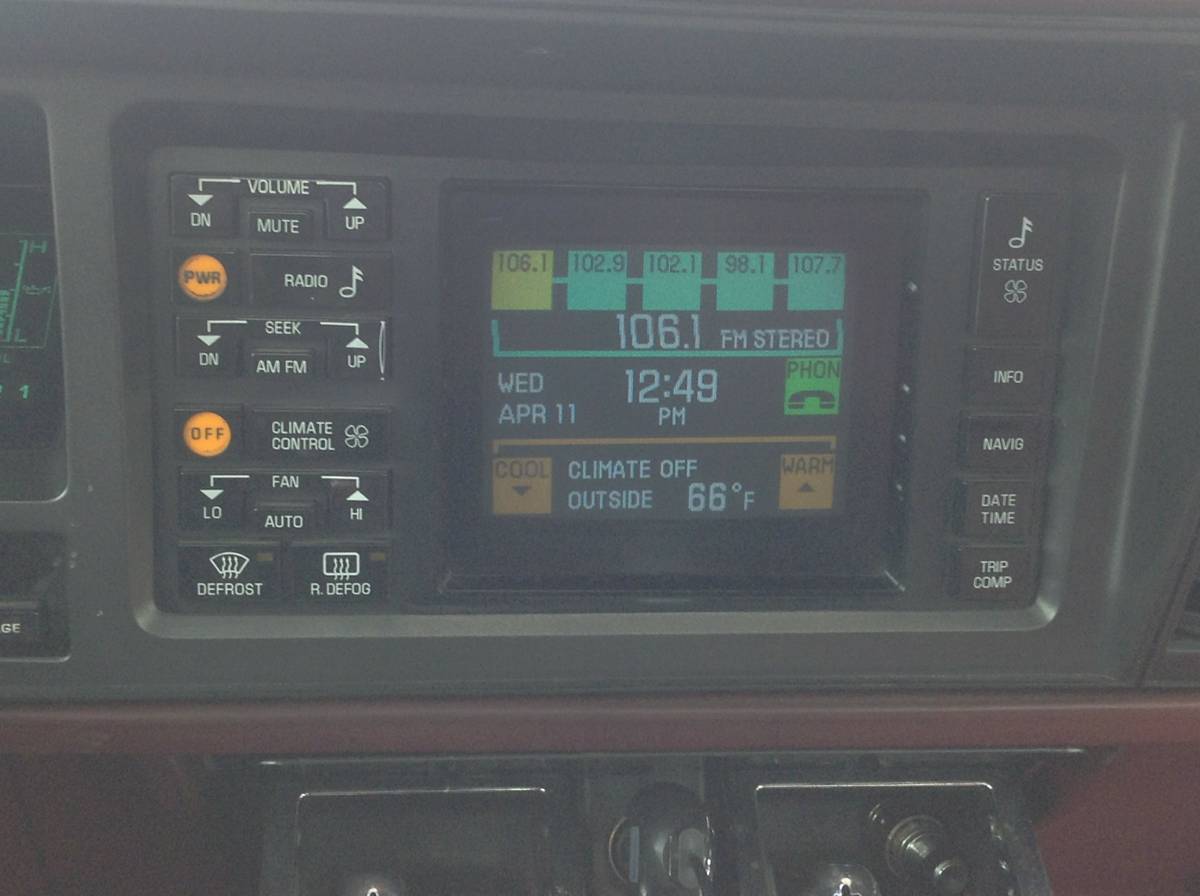 VOLUME
DN MUTE UP
PWR RADIO
SEEK
DN AM FM UP
OFF CLIMATE CONTROL
FAN
LO AUTO HI
DEFROST R. DEFOG
106.1 102.9 102.1 98.1 107.7
106.1 FM STEREO
WED 12:49 PHON
APR 11 PM
COOL CLIMATE OFF WARM
OUTSIDE 66°F
STATUS
INFO
NAVIG
DATE
TIME
TRIP
COMP
H
L
1
GE